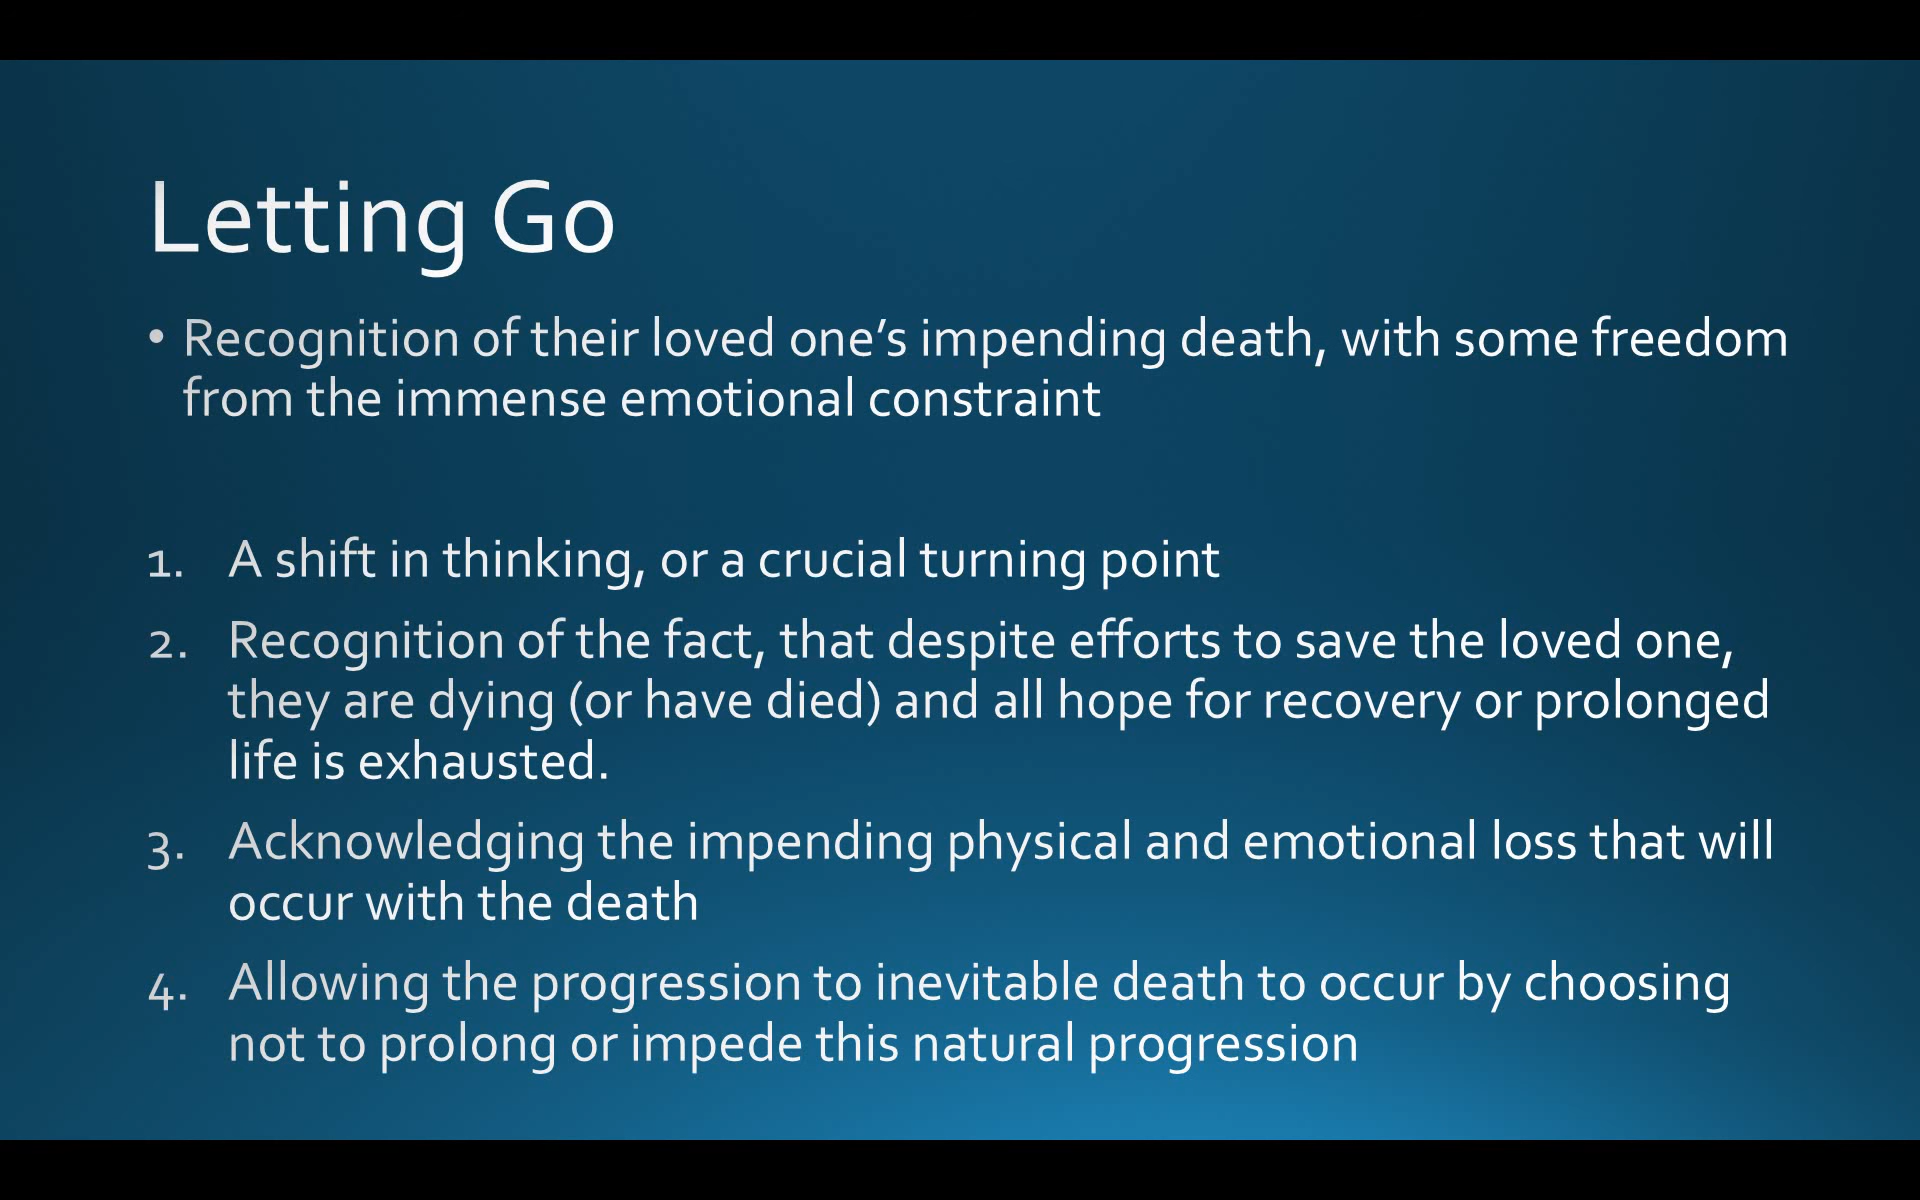 Letting Go
• Recognition of their loved one’s impending death, with some freedom
from the immense emotional constraint
1. A shift in thinking, or a crucial turning point
2. Recognition of the fact, that despite efforts to save the loved one,
they are dying (or have died) and all hope for recovery or prolonged
life is exhausted.
3. Acknowledging the impending physical and emotional loss that will
occur with the death
4. Allowing the progression to inevitable death to occur by choosing
not to prolong or impede this natural progression